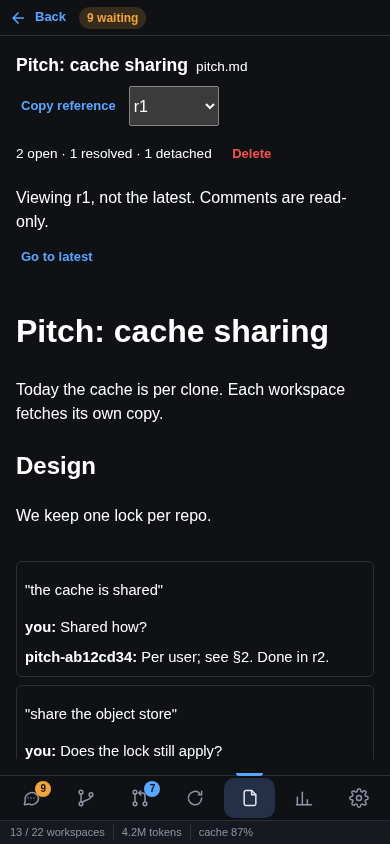 Back 9 waiting
Pitch: cache sharing pitch.md
Copy reference r1
2 open · 1 resolved · 1 detached Delete
Viewing r1, not the latest. Comments are read-
only.
Go to latest
Pitch: cache sharing
Today the cache is per clone. Each workspace
fetches its own copy.
Design
We keep one lock per repo.
"the cache is shared"
you: Shared how?
pitch-ab12cd34: Per user; see §2. Done in r2.
"share the object store"
you: Does the lock still apply?
9 7
13 / 22 workspaces 4.2M tokens cache 87%